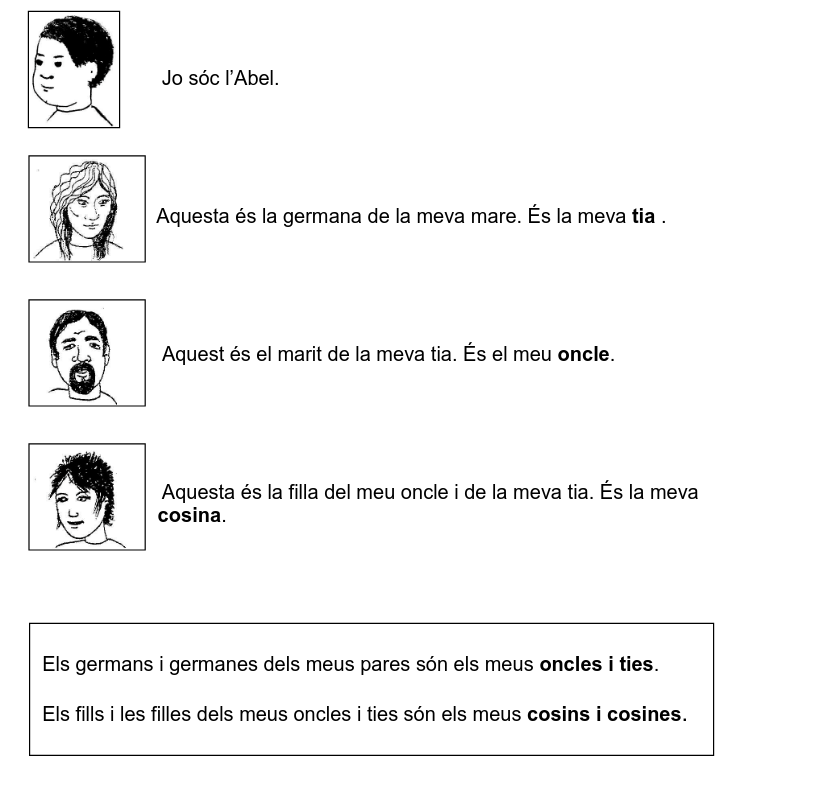 Jo sóc l’Abel.
Aquesta és la germana de la meva mare. És la meva tia .
Aquest és el marit de la meva tia. És el meu oncle.
Aquesta és la filla del meu oncle i de la meva tia. És la meva
cosina.
Els germans i germanes dels meus pares són els meus oncles i ties.
Els fills i les filles dels meus oncles i ties són els meus cosins i cosines.